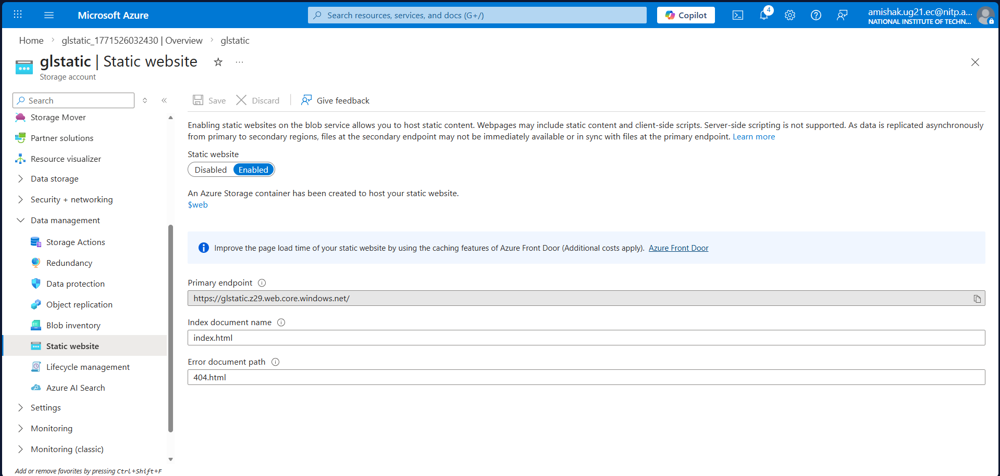 Microsoft Azure
Search resources, services, and docs (G+/)
Copilot
4
amishak.ug21.ec@nitp.a...
NATIONAL INSTITUTE OF TECHN...
Home > glstatic_1771526032430 | Overview > glstatic
glstatic | Static website
Storage account
Search
Storage Mover
Partner solutions
Resource visualizer
Data storage
Security + networking
Data management
Storage Actions
Redundancy
Data protection
Object replication
Blob inventory
Static website
Lifecycle management
Azure AI Search
Settings
Monitoring
Monitoring (classic)
Add or remove favorites by pressing Ctrl+Shift+F
Save
Discard
Give feedback
Enabling static websites on the blob service allows you to host static content. Webpages may include static content and client-side scripts. Server-side scripting is not supported. As data is replicated asynchronously
from primary to secondary regions, files at the secondary endpoint may not be immediately available or in sync with files at the primary endpoint. Learn more
Static website
Disabled Enabled
An Azure Storage container has been created to host your static website.
$web
Improve the page load time of your static website by using the caching features of Azure Front Door (Additional costs apply). Azure Front Door
Primary endpoint
https://glstatic.z29.web.core.windows.net/
Index document name
index.html
Error document path
404.html